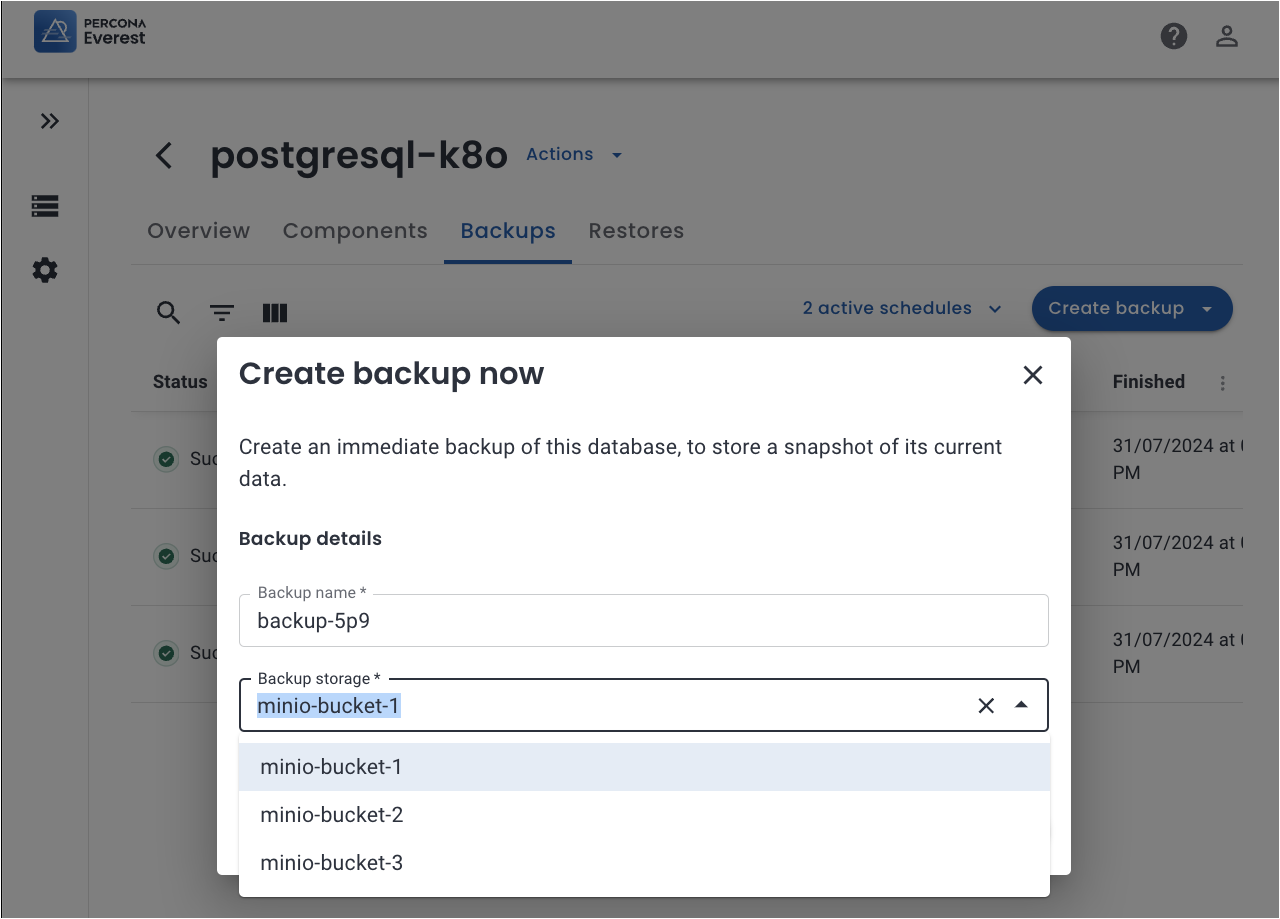 PERCONA
Everest
postgresql-k8o
Actions
Overview
Components
Backups
Restores
2 active schedules
Create backup
Status
Finished
Create backup now
Create an immediate backup of this database, to store a snapshot of its current
data.
Backup details
Backup name *
backup-5p9
Backup storage *
minio-bucket-1
minio-bucket-1
minio-bucket-2
minio-bucket-3
Suc
31/07/2024 at
PM
Suc
31/07/2024 at
PM
Suc
31/07/2024 at
PM